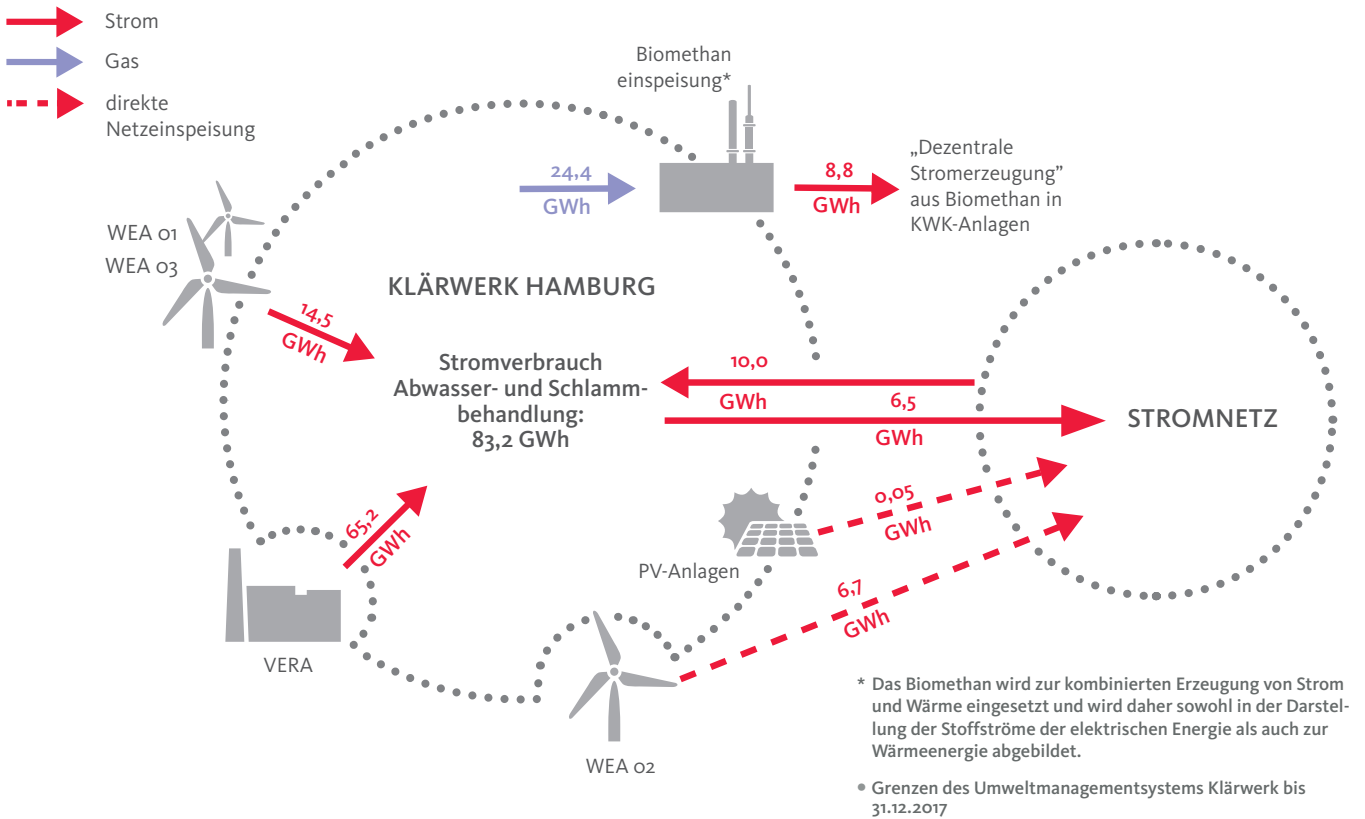 Strom
Gas
direkte
Netzeinspeisung
Biomethan
einspeisung*
24,4
GWh
8,8
GWh
„Dezentrale
Stromerzeugung”
aus Biomethan in
KWK-Anlagen
WEA 01
WEA 03
KLÄRWERK HAMBURG
14,5
GWh
Stromverbrauch
Abwasser- und Schlamm-
behandlung:
83,2 GWh
10,0
GWh
6,5
GWh
STROMNETZ
65,2
GWh
0,05
GWh
PV-Anlagen
6,7
GWh
VERA
WEA 02
* Das Biomethan wird zur kombinierten Erzeugung von Strom
und Wärme eingesetzt und wird daher sowohl in der Darstel-
lung der Stoffströme der elektrischen Energie als auch zur
Wärmeenergie abgebildet.
• Grenzen des Umweltmanagementsystems Klärwerk bis
31.12.2017